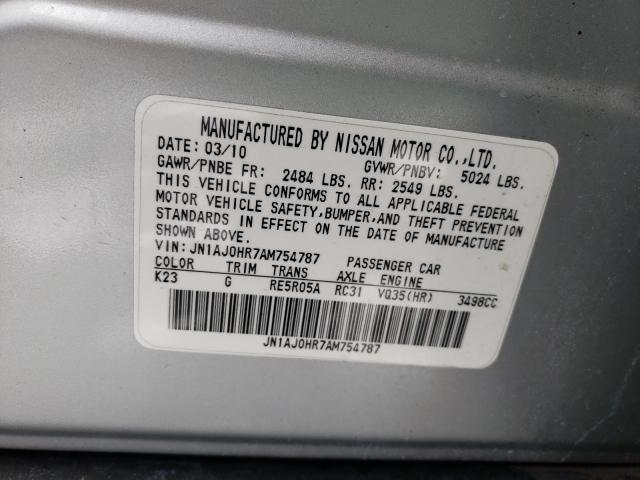 MANUFACTURED BY NISSAN MOTOR CO.,LTD.
DATE: 03/10 GVWR/PNBV: 5024 LBS.
GAWR/PNBE FR: 2484 LBS. RR: 2549 LBS.
THIS VEHICLE CONFORMS TO ALL APPLICABLE FEDERAL
MOTOR VEHICLE SAFETY,BUMPER,AND THEFT PREVENTION
STANDARDS IN EFFECT ON THE DATE OF MANUFACTURE
SHOWN ABOVE.
VIN: JN1AJ0HR7AM754787 PASSENGER CAR
COLOR TRIM TRANS AXLE ENGINE
K23 G RE5R05A RC31 VQ35(HR) 3498CC
JN1AJ0HR7AM754787